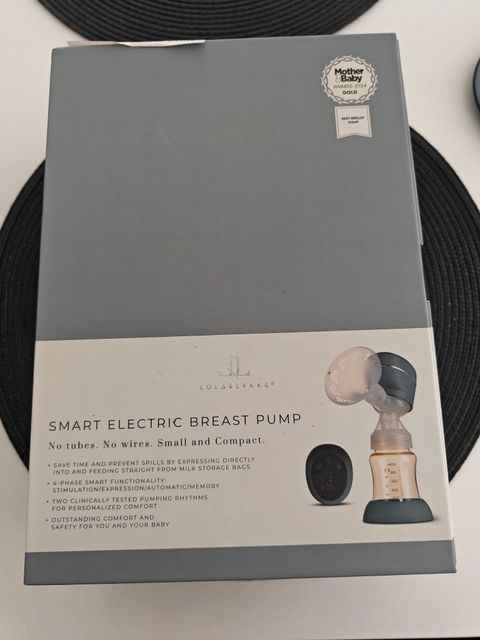 Mother
& Baby
AWARDS 2024
GOLD
BEST BREAST
PUMP
LOLA&LYKKE®
SMART ELECTRIC BREAST PUMP
No tubes. No wires. Small and Compact.
• SAVE TIME AND PREVENT SPILLS BY EXPRESSING DIRECTLY
INTO AND FEEDING STRAIGHT FROM MILK STORAGE BAGS
• 4-PHASE SMART FUNCTIONALITY:
STIMULATION/EXPRESSION/AUTOMATIC/MEMORY
• TWO CLINICALLY TESTED PUMPING RHYTHMS
FOR PERSONALIZED COMFORT
• OUTSTANDING COMFORT AND
SAFETY FOR YOU AND YOUR BABY